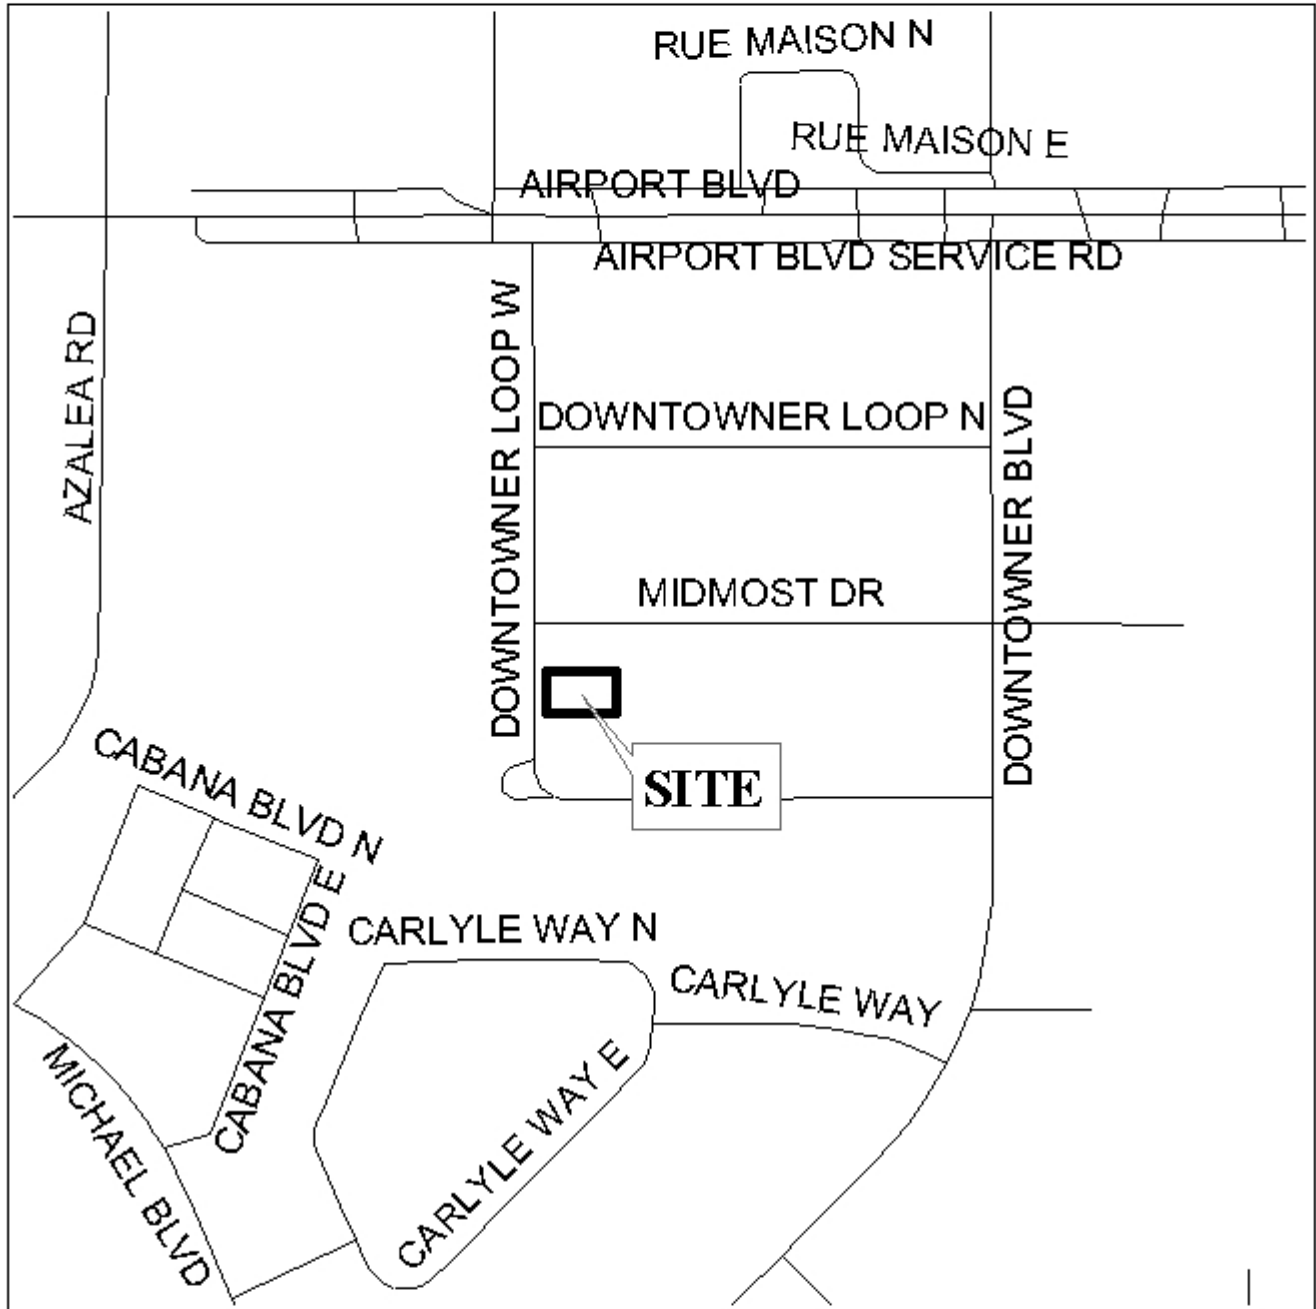 RUE MAISON N
RUE MAISON E
AIRPORT BLVD
AIRPORT BLVD SERVICE RD
AZALEA RD
DOWNTOWNER LOOP W
DOWNTOWNER LOOP N
DOWNTOWNER BLVD
MIDMOST DR
SITE
CABANA BLVD N
CABANA BLVD E
CARLYLE WAY N
CARLYLE WAY
CARLYLE WAY E
MICHAEL BLVD